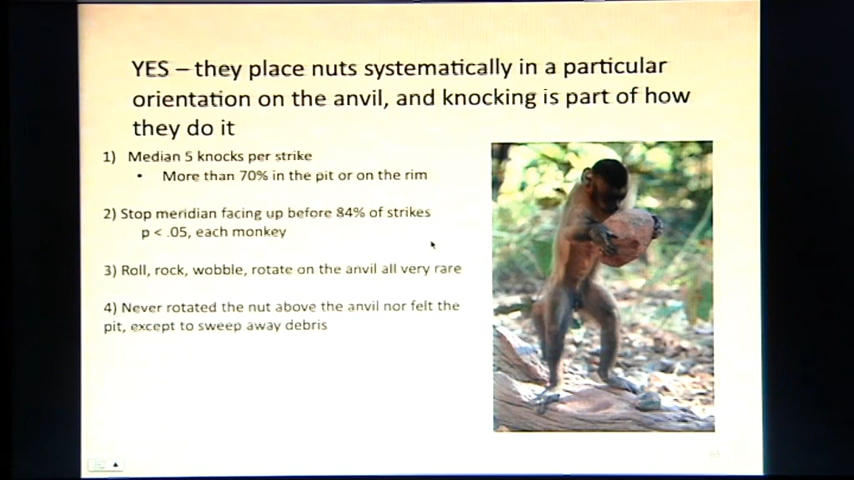 YES – they place nuts systematically in a particular
orientation on the anvil, and knocking is part of how
they do it
1) Median 5 knocks per strike
• More than 70% in the pit or on the rim
2) Stop meridian facing up before 84% of strikes
p < .05, each monkey
3) Roll, rock, wobble, rotate on the anvil all very rare
4) Never rotated the nut above the anvil nor felt the
pit, except to sweep away debris